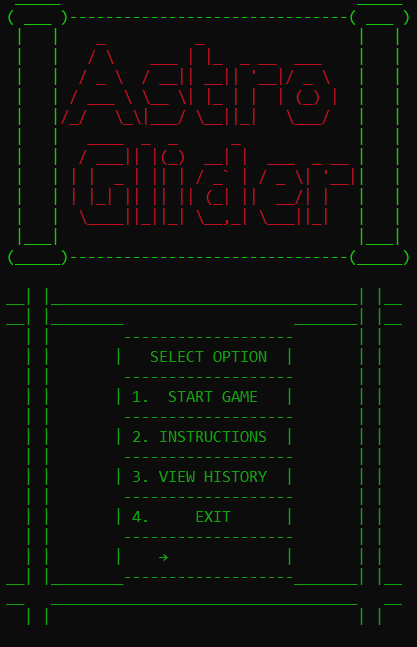 Astro
Glider
SELECT OPTION
1. START GAME
2. INSTRUCTIONS
3. VIEW HISTORY
4. EXIT
→